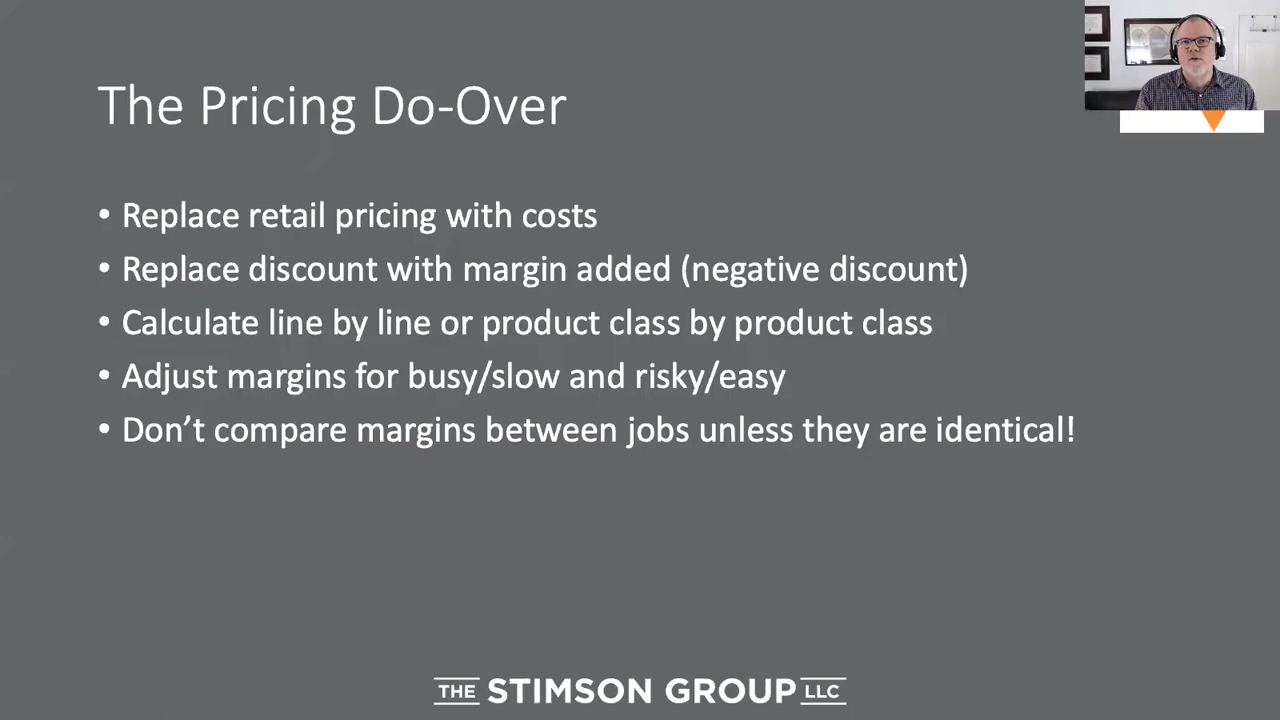 The Pricing Do-Over
• Replace retail pricing with costs
• Replace discount with margin added (negative discount)
• Calculate line by line or product class by product class
• Adjust margins for busy/slow and risky/easy
• Don’t compare margins between jobs unless they are identical!
THE STIMSON GROUP LLC